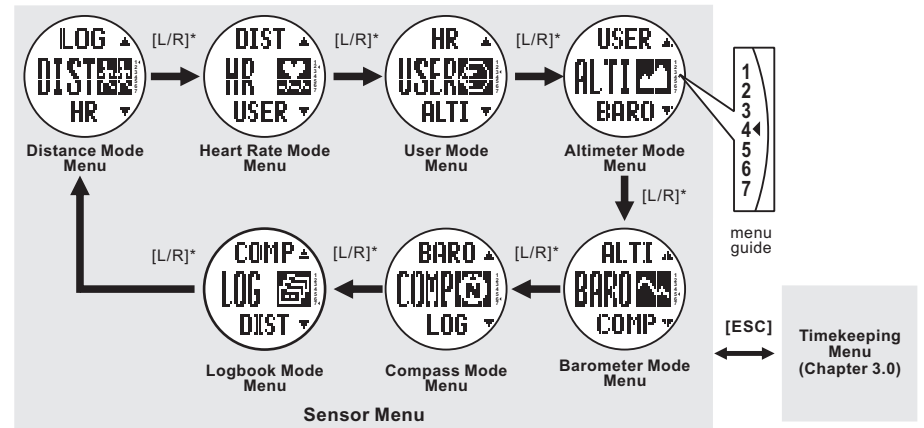 LOG
DIST
HR
[L/R]*
DIST
HR
USER
[L/R]*
HR
USER
ALTI
[L/R]*
USER
ALTI
BARO
1
2
3
4
5
6
7
menu
guide
Distance Mode
Menu
Heart Rate Mode
Menu
User Mode
Menu
Altimeter Mode
Menu
[L/R]*
[L/R]*
COMP
LOG
DIST
[L/R]*
BARO
COMP
N
LOG
[L/R]*
ALTI
BARO
COMP
Logbook Mode
Menu
Compass Mode
Menu
Barometer Mode
Menu
Sensor Menu
[ESC]
Timekeeping
Menu
(Chapter 3.0)